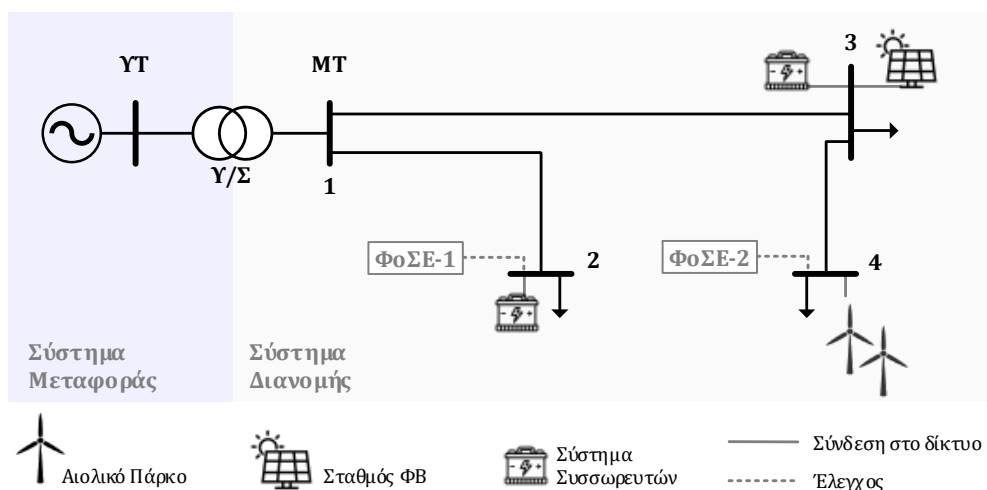 ΥΤ
ΜΤ
3
Υ/Σ
1
ΦοΣΕ-1
2
ΦοΣΕ-2
4
Σύστημα
Μεταφοράς
Σύστημα
Διανομής
Αιολικό Πάρκο
Σταθμός ΦΒ
Σύστημα
Συσσωρευτών
Σύνδεση στο δίκτυο
Έλεγχος